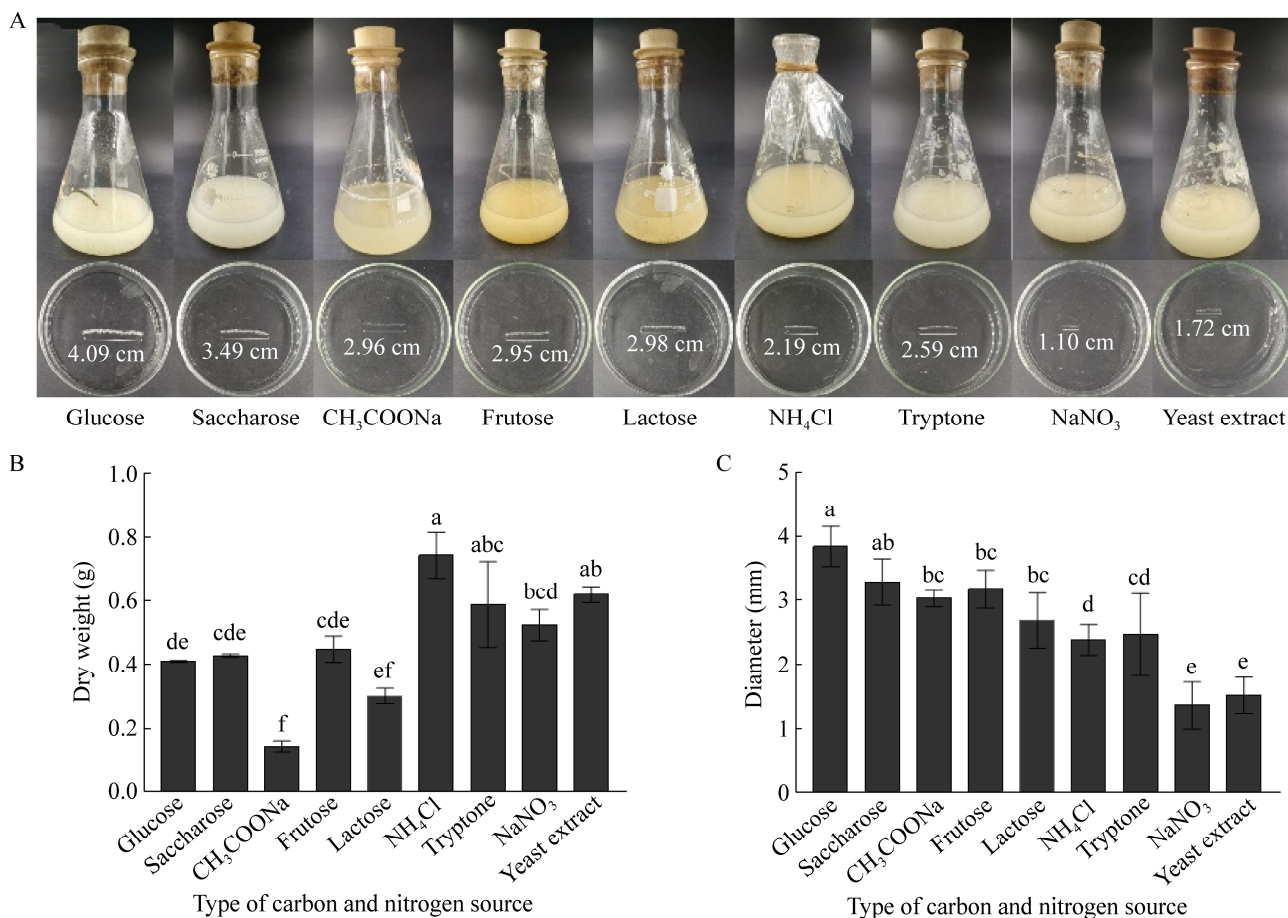 A
4.09 cm 3.49 cm 2.96 cm 2.95 cm 2.98 cm 2.19 cm 2.59 cm 1.10 cm 1.72 cm
Glucose Saccharose CH₃COONa Frutose Lactose NH₄Cl Tryptone NaNO₃ Yeast extract
B
1.0
0.8
0.6
0.4
0.2
0.0
Dry weight (g)
de cde f cde ef a abc bcd ab
Glucose Saccharose CH₃COONa Frutose Lactose NH₄Cl Tryptone NaNO₃ Yeast extract
Type of carbon and nitrogen source
C
5
4
3
2
1
0
Diameter (mm)
a ab bc bc bc d cd e e
Glucose Saccharose CH₃COONa Frutose Lactose NH₄Cl Tryptone NaNO₃ Yeast extract
Type of carbon and nitrogen source